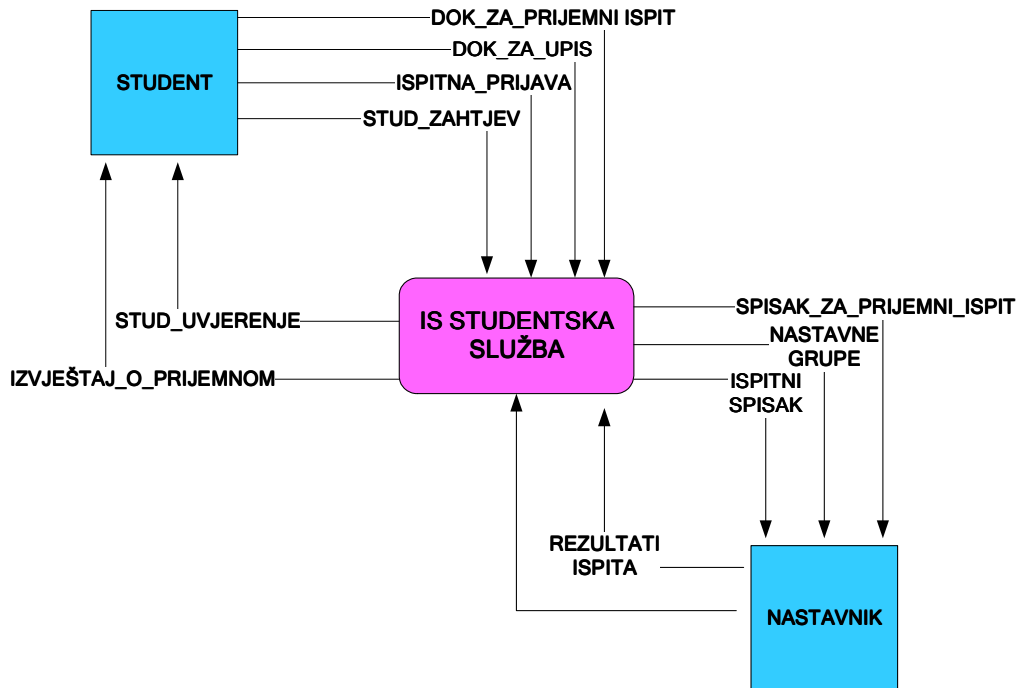 DOK_ZA_PRIJEMNI ISPIT
DOK_ZA_UPIS
STUDENT
ISPITNA_PRIJAVA
STUD_ZAHTJEV
STUD_UVJERENJE
IS STUDENTSKA
SLUŽBA
SPISAK_ZA_PRIJEMNI_ISPIT
NASTAVNE
GRUPE
IZVJEŠTAJ_O_PRIJEMNOM
ISPITNI
SPISAK
REZULTATI
ISPITA
NASTAVNIK